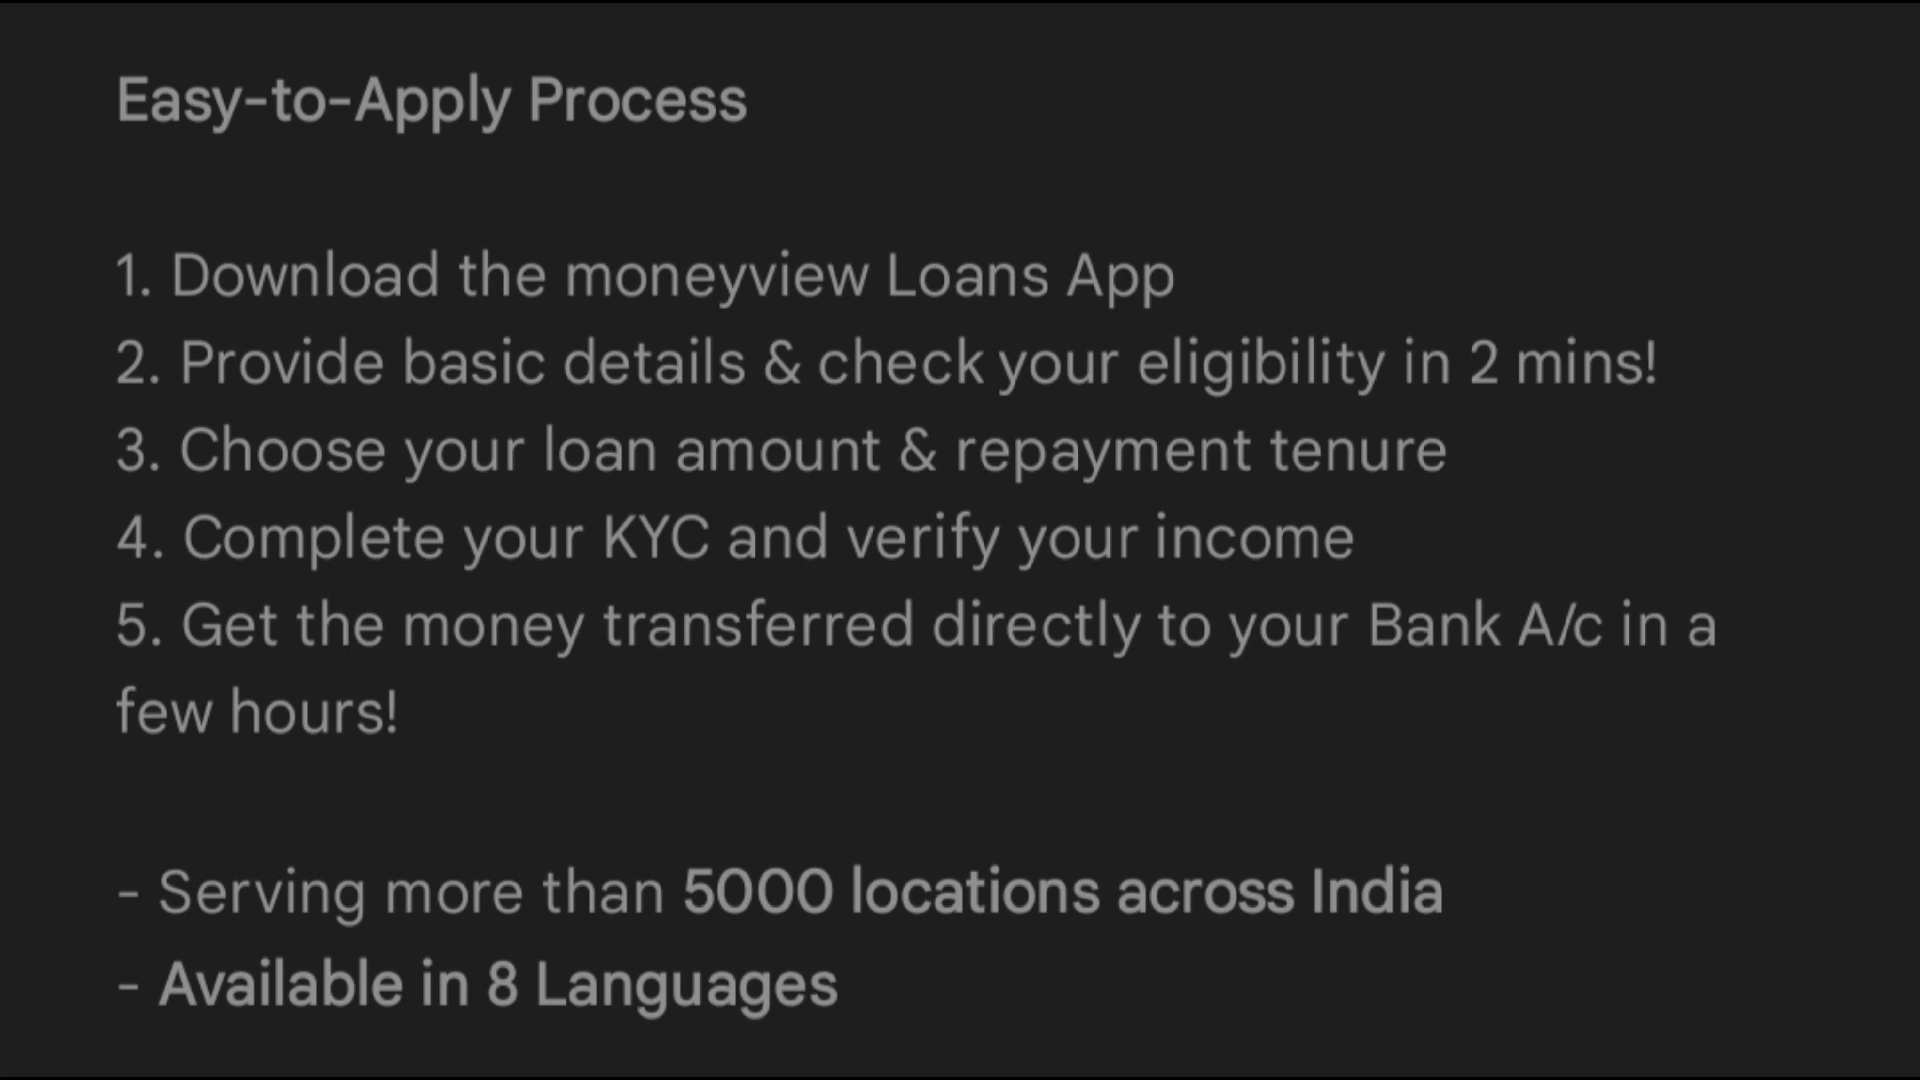 Easy-to-Apply Process
1. Download the moneyview Loans App
2. Provide basic details & check your eligibility in 2 mins!
3. Choose your loan amount & repayment tenure
4. Complete your KYC and verify your income
5. Get the money transferred directly to your Bank A/c in a
few hours!
- Serving more than 5000 locations across India
- Available in 8 Languages